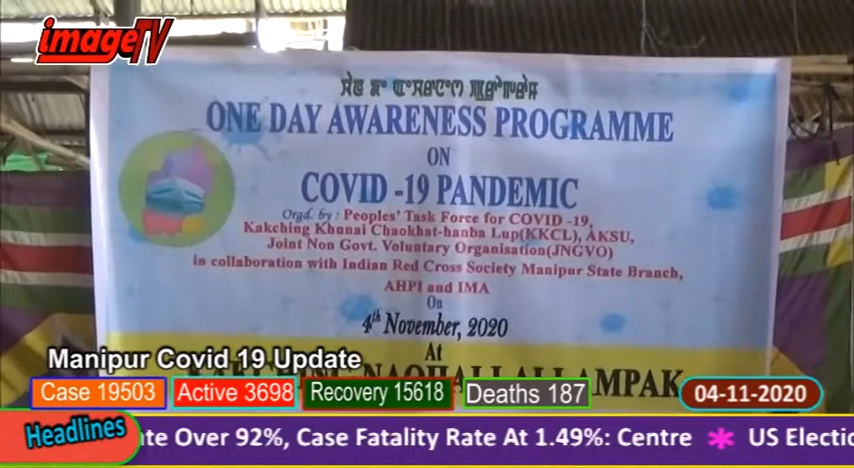 imageTV
ONE DAY AWARENESS PROGRAMME
ON
COVID -19 PANDEMIC
Orgd. by : PEOPLES' TASK FORCE FOR COVID -19,
KAKCHING KHUNAI CHAOKHAT-HANBA LUP(KKCL), AKSU,
JOINT NON GOVT. VOLUNTARY ORGANISATION(JNGVO)
in collaboration with INDIAN RED CROSS SOCIETY MANIPUR STATE BRANCH,
AHPI AND IMA
On
4th November, 2020
At
LAMPAK
Manipur Covid 19 Update
Case 19503 Active 3698 Recovery 15618 Deaths 187 04-11-2020
Headlines ate Over 92%, Case Fatality Rate At 1.49%: Centre ✱ US Electio